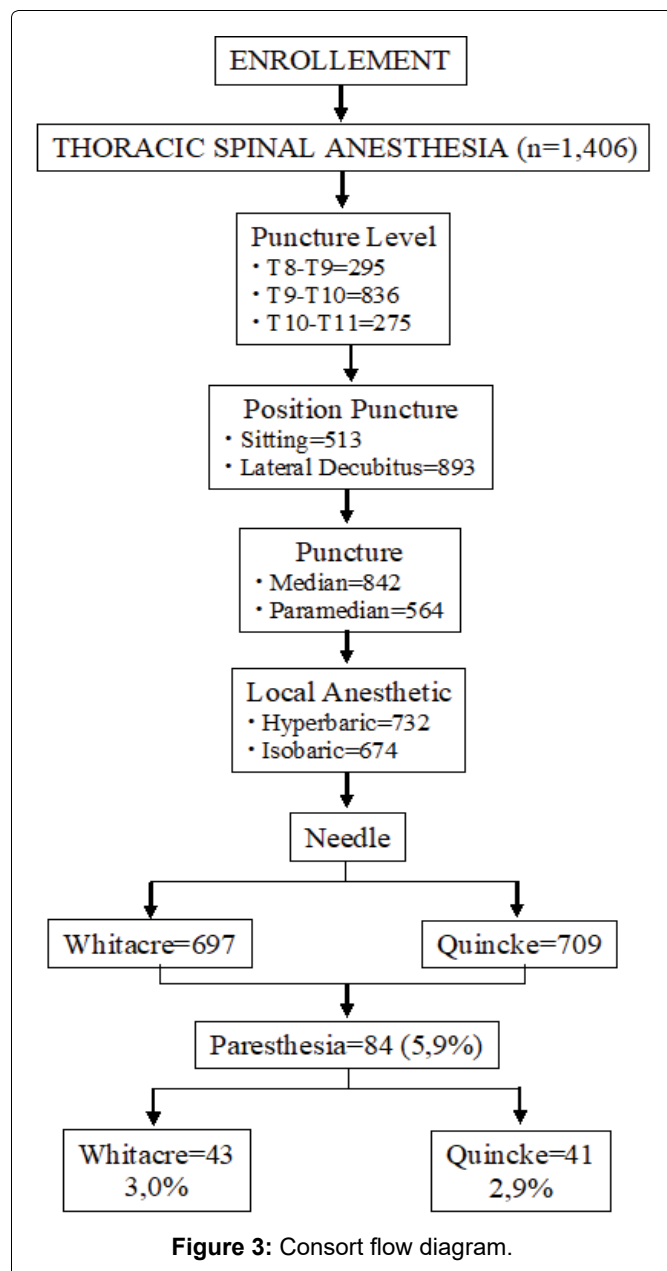 ENROLLEMENT
THORACIC SPINAL ANESTHESIA (n=1,406)
Puncture Level
• T8-T9=295
• T9-T10=836
• T10-T11=275
Position Puncture
• Sitting=513
• Lateral Decubitus=893
Puncture
• Median=842
• Paramedian=564
Local Anesthetic
• Hyperbaric=732
• Isobaric=674
Needle
Whitacre=697
Quincke=709
Paresthesia=84 (5,9%)
Whitacre=43
3,0%
Quincke=41
2,9%
Figure 3: Consort flow diagram.